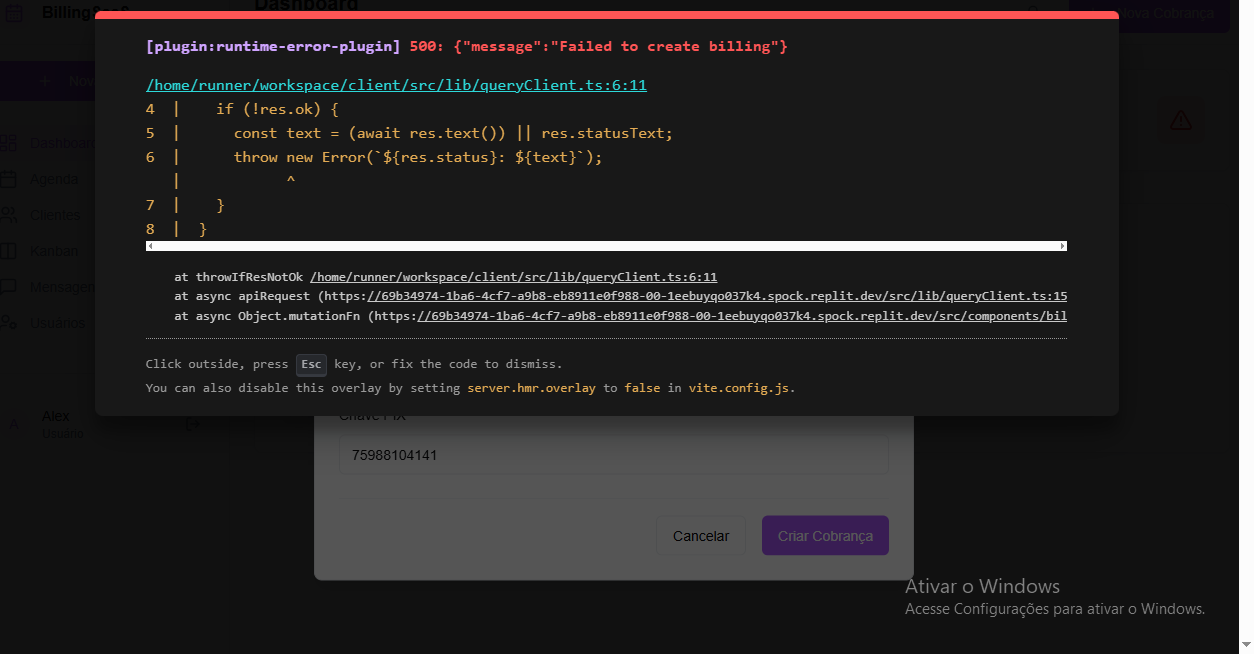 Dashboard
Nova Cobrança
[plugin:runtime-error-plugin] 500: {"message":"Failed to create billing"}
/home/runner/workspace/client/src/lib/queryClient.ts:6:11
4 | if (!res.ok) {
5 | const text = (await res.text()) || res.statusText;
6 | throw new Error(`${res.status}: ${text}`);
| ^
7 | }
8 | }
at throwIfResNotOk /home/runner/workspace/client/src/lib/queryClient.ts:6:11
at async apiRequest (https://69b34974-1ba6-4cf7-a9b8-eb8911e0f988-00-1eebuyqo037k4.spock.replit.dev/src/lib/queryClient.ts:15
at async Object.mutationFn (https://69b34974-1ba6-4cf7-a9b8-eb8911e0f988-00-1eebuyqo037k4.spock.replit.dev/src/components/bil
Click outside, press Esc key, or fix the code to dismiss.
You can also disable this overlay by setting server.hmr.overlay to false in vite.config.js.
+ Nov
Dashboar
Agenda
Clientes
Kanban
Mensagen
Usuários
A
Alex
Usuário
Chave PIX
75988104141
Cancelar
Criar Cobrança
Ativar o Windows
Acesse Configurações para ativar o Windows.